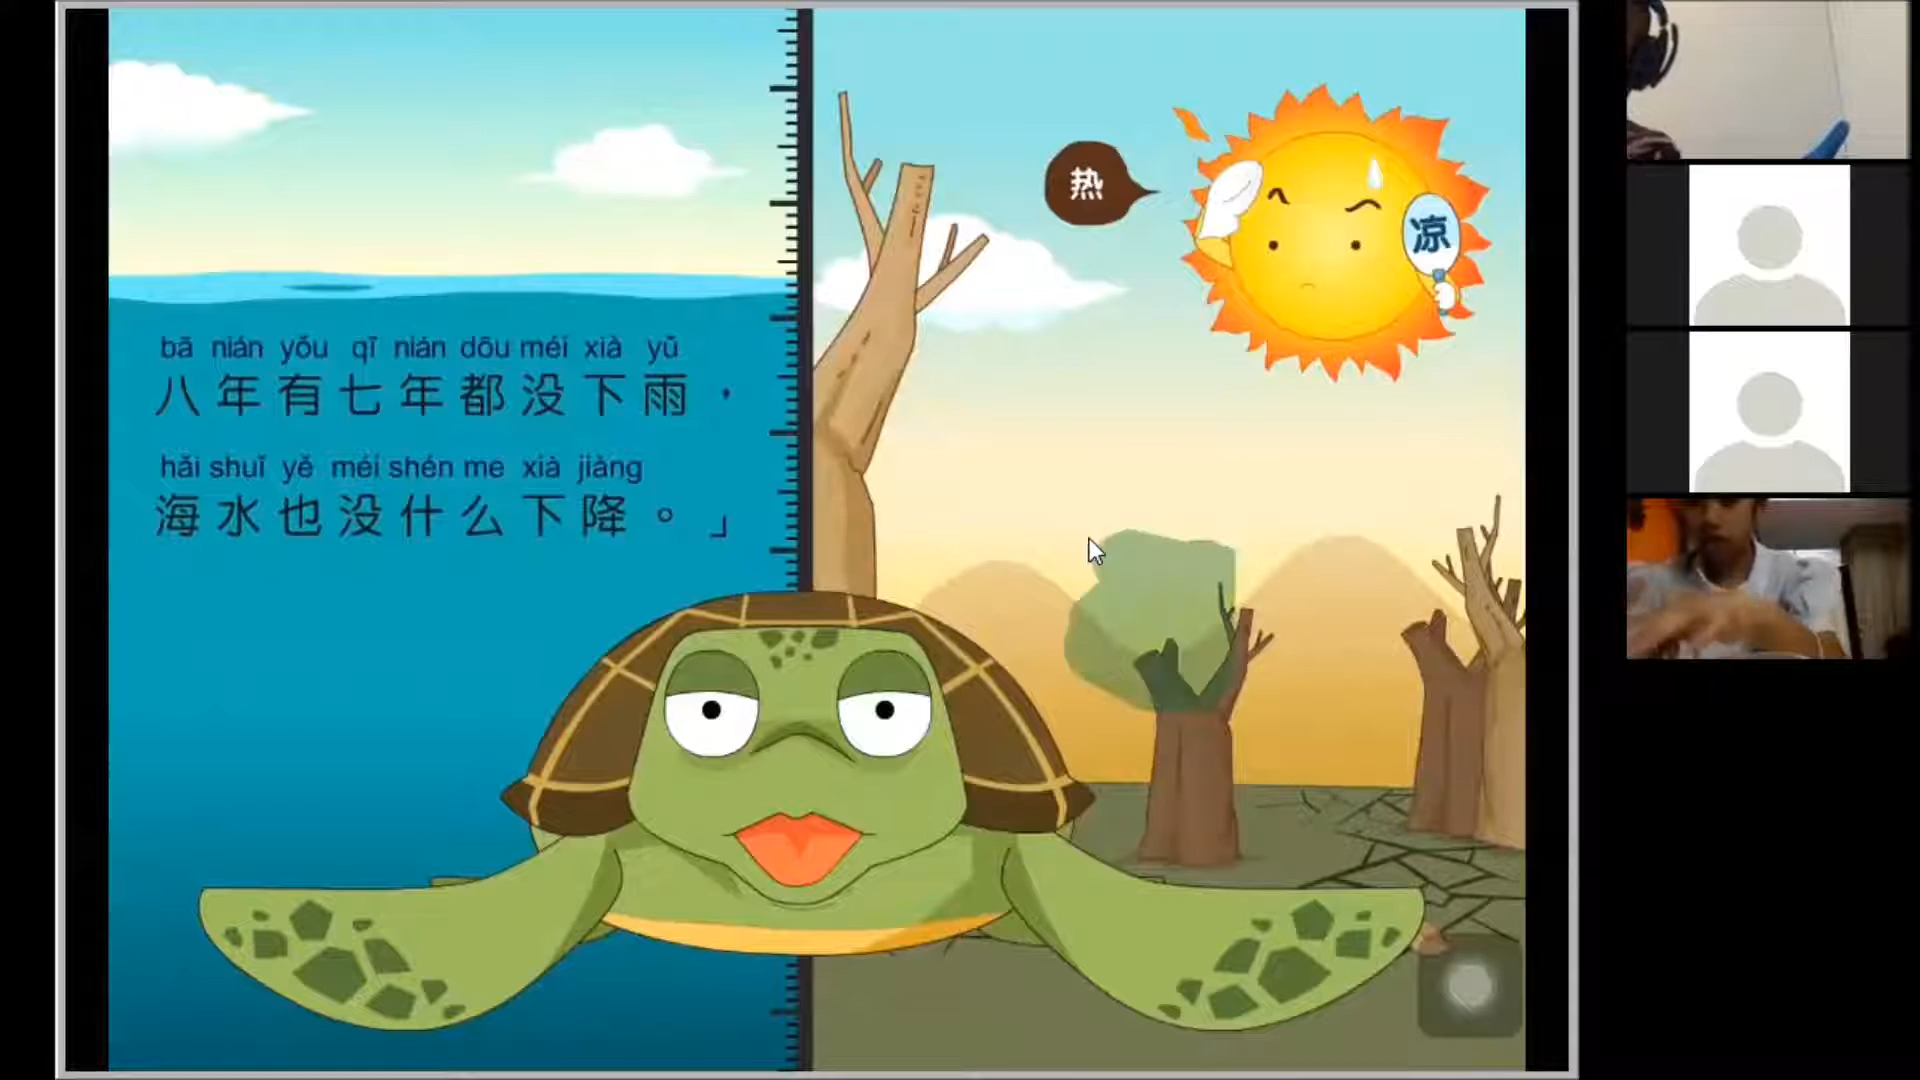 bā nián yǒu qī nián dōu méi xià yǔ
八年有七年都没下雨，
hǎi shuǐ yě méi shén me xià jiàng
海水也没什么下降。」
热
凉